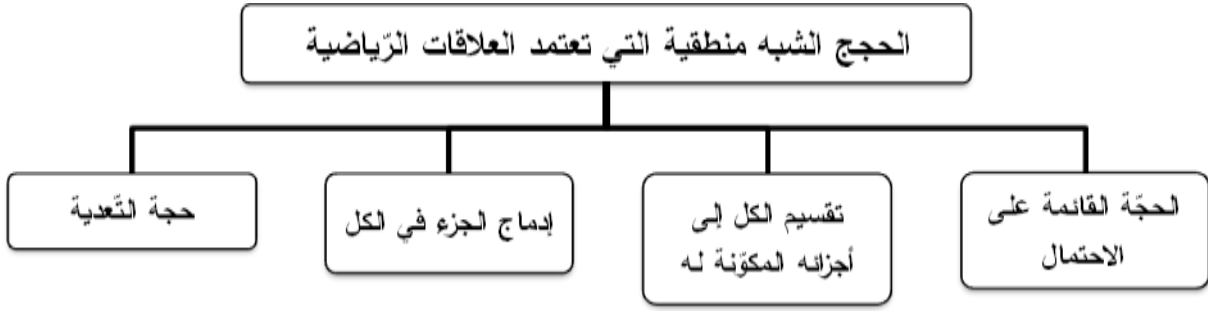 الحجج الشبه منطقية التي تعتمد العلاقات الرّياضية
الحجّة القائمة على
الاحتمال
تقسيم الكل إلى
أجزائه المكوّنة له
إدماج الجزء في الكل
حجة التّعدية